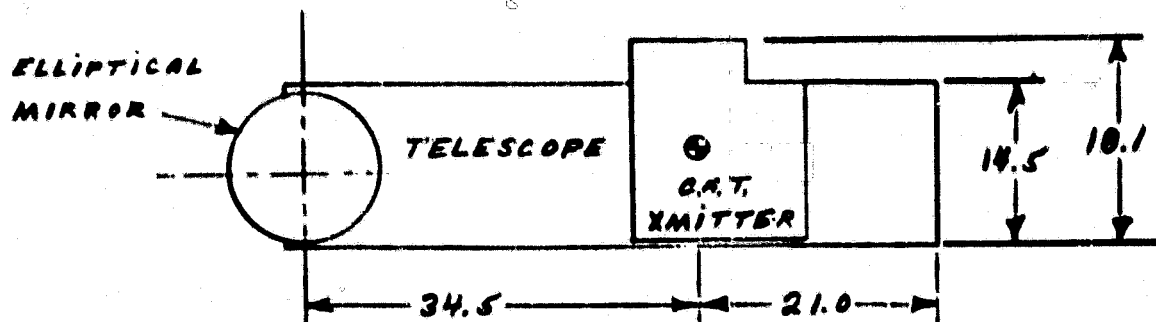 ELLIPTICAL
MIRROR
TELESCOPE
C.R.T.
XMITTER
14.5
18.1
34.5
21.0